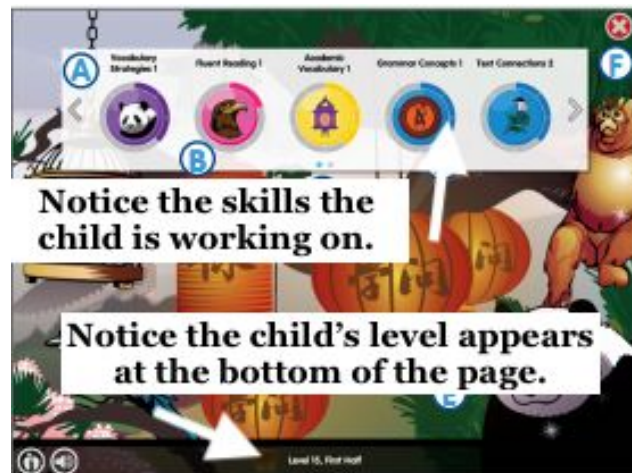 Vocabulary
Strategies 1
Fluent Reading 1
Academic
Vocabulary 1
Grammar Concepts 1
Text Connections 2
A
F
B
Notice the skills the
child is working on.
Notice the child's level appears
at the bottom of the page.
E
Level 15, First Half